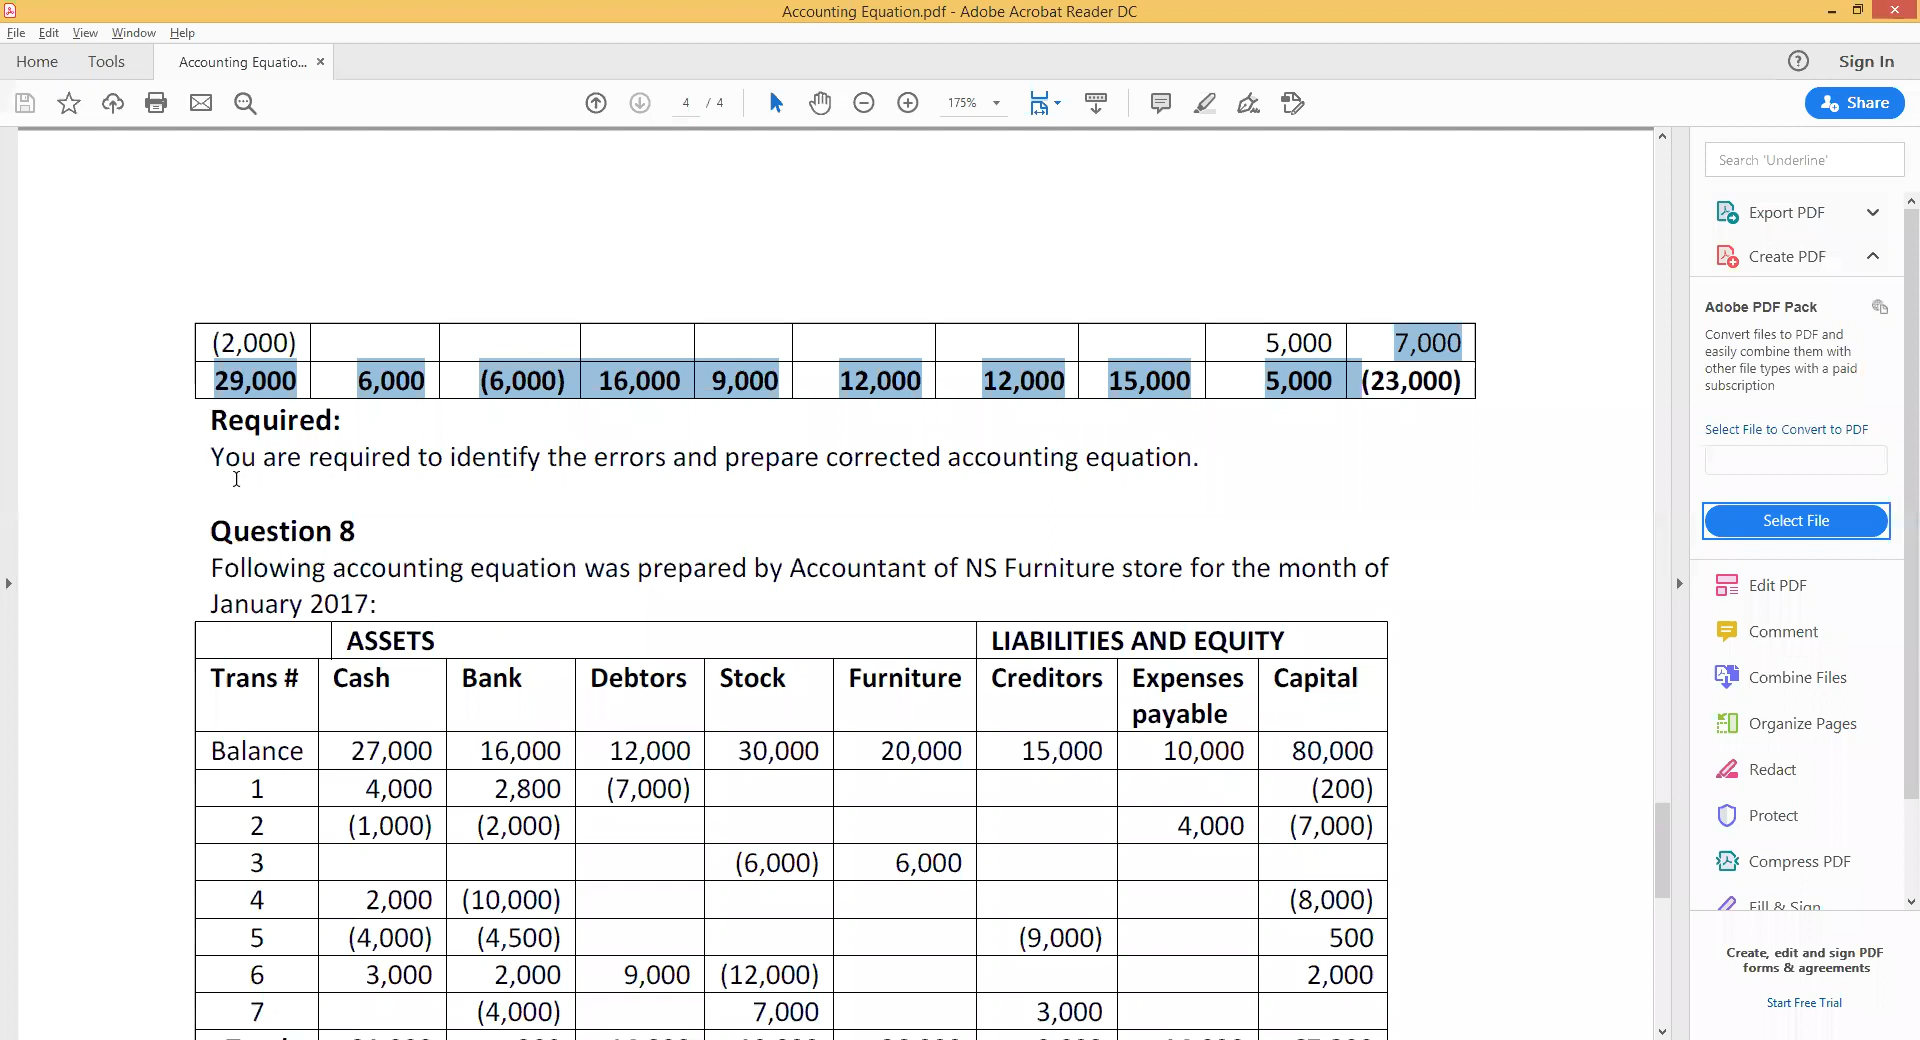 Accounting Equation.pdf - Adobe Acrobat Reader DC
File Edit View Window Help
Home Tools Accounting Equatio... × Sign In
4 / 4 175% Share
(2,000) 5,000 7,000
29,000 6,000 (6,000) 16,000 9,000 12,000 12,000 15,000 5,000 (23,000)
Required:
You are required to identify the errors and prepare corrected accounting equation.
Question 8
Following accounting equation was prepared by Accountant of NS Furniture store for the month of
January 2017:
ASSETS LIABILITIES AND EQUITY
Trans # Cash Bank Debtors Stock Furniture Creditors Expenses payable Capital
Balance 27,000 16,000 12,000 30,000 20,000 15,000 10,000 80,000
1 4,000 2,800 (7,000) (200)
2 (1,000) (2,000) 4,000 (7,000)
3 (6,000) 6,000
4 2,000 (10,000) (8,000)
5 (4,000) (4,500) (9,000) 500
6 3,000 2,000 9,000 (12,000) 2,000
7 (4,000) 7,000 3,000
Search 'Underline'
Export PDF
Create PDF
Adobe PDF Pack
Convert files to PDF and
easily combine them with
other file types with a paid
subscription
Select File to Convert to PDF
Select File
Edit PDF
Comment
Combine Files
Organize Pages
Redact
Protect
Compress PDF
Fill & Sign
Create, edit and sign PDF
forms & agreements
Start Free Trial